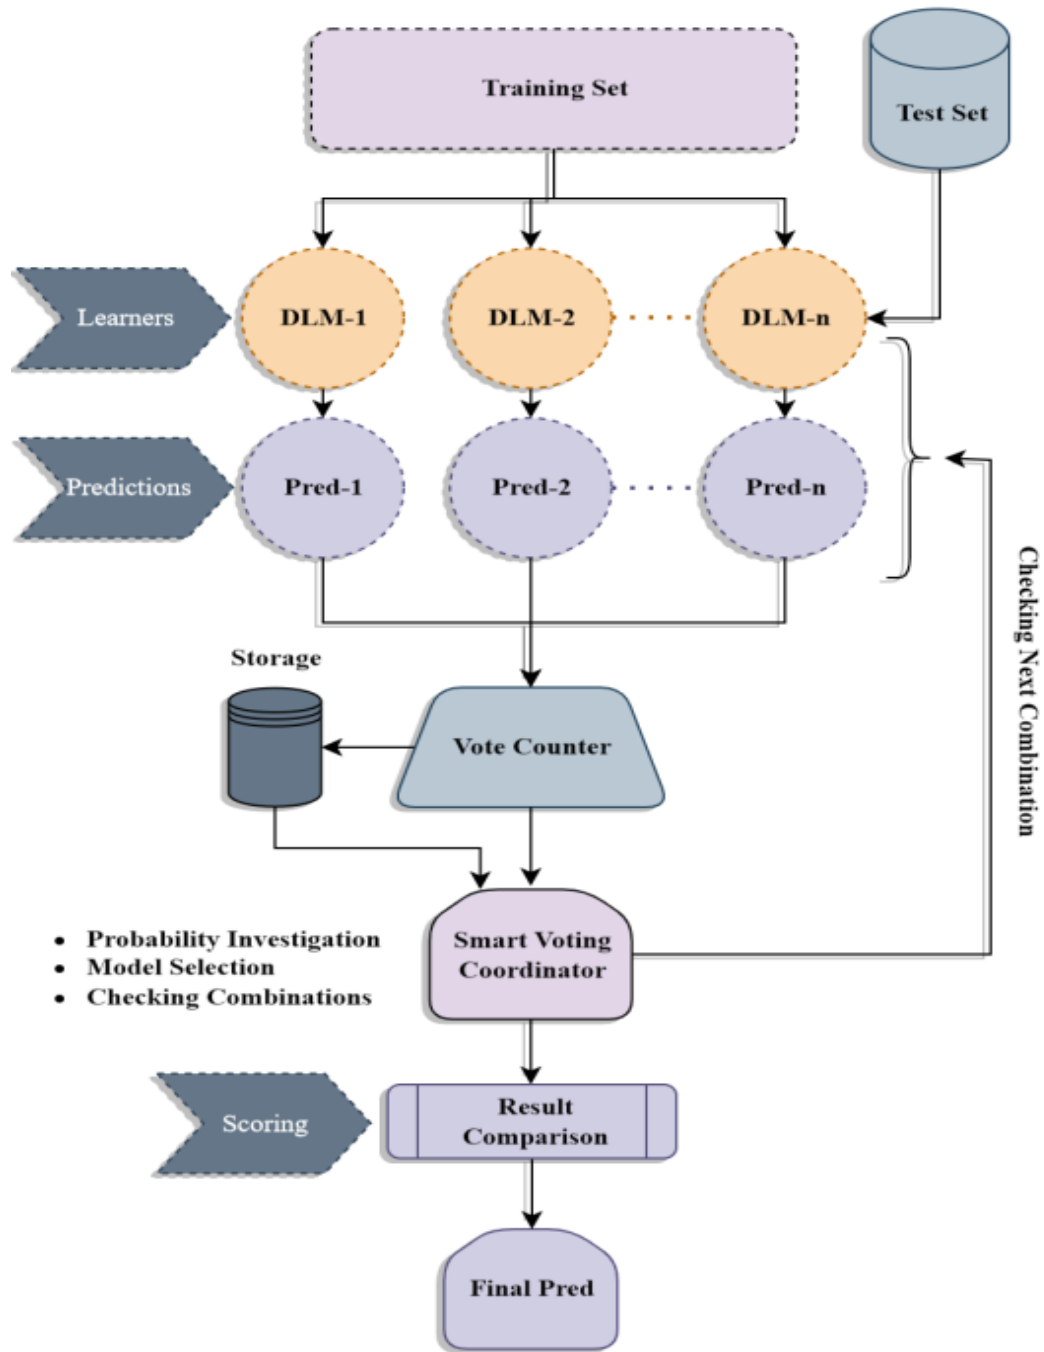 Training Set
Test Set
Learners
DLM-1
DLM-2
DLM-n
Predictions
Pred-1
Pred-2
Pred-n
Checking Next Combination
Storage
Vote Counter
• Probability Investigation
• Model Selection
• Checking Combinations
Smart Voting
Coordinator
Scoring
Result
Comparison
Final Pred